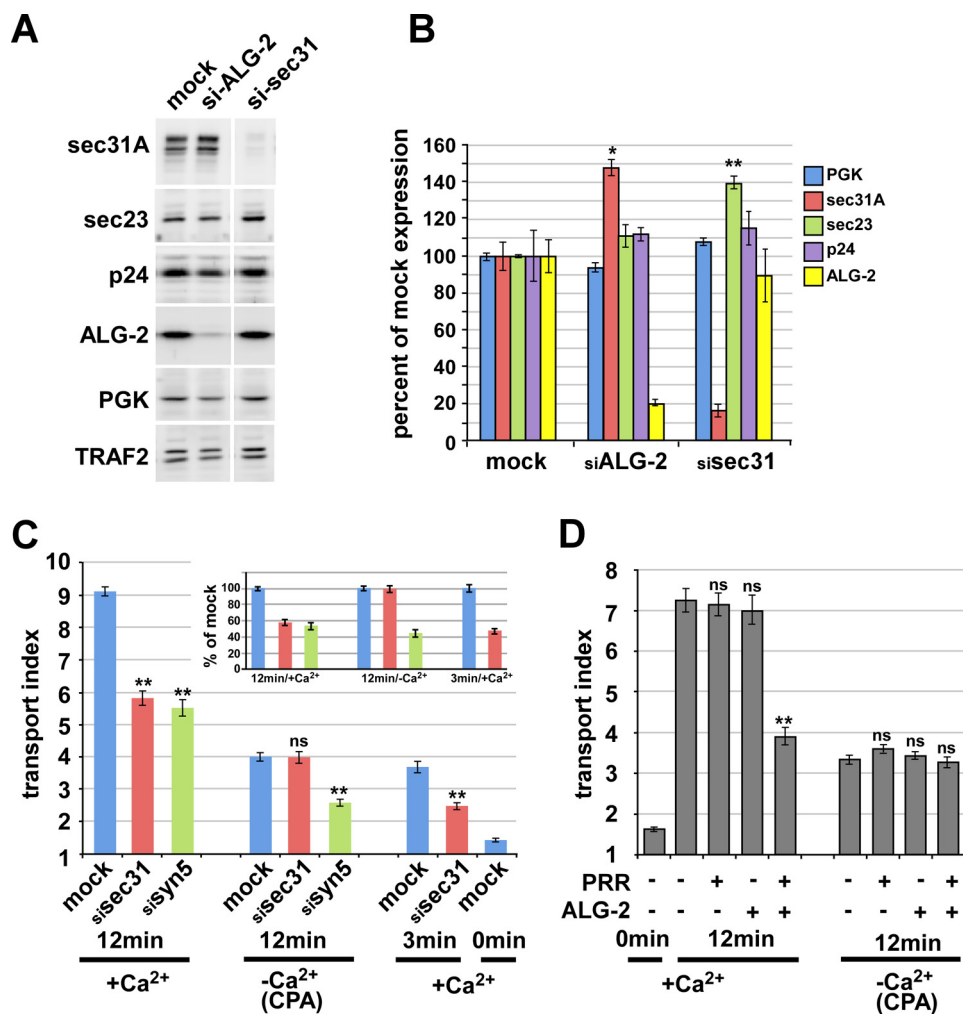 A
mock
si-ALG-2
si-sec31
sec31A
sec23
p24
ALG-2
PGK
TRAF2
B
percent of mock expression
160
140
120
100
80
60
40
20
0
*
**
mock
siALG-2
sisec31
PGK
sec31A
sec23
p24
ALG-2
C
transport index
10
9
8
7
6
5
4
3
2
1
** **
ns
**
**
% of mock
100
80
60
40
20
0
12min/+Ca²⁺ 12min/-Ca²⁺ 3min/+Ca²⁺
mock sisec31 sisyn5 mock sisec31 sisyn5 mock sisec31 mock
12min 12min 3min 0min
+Ca²⁺ -Ca²⁺ +Ca²⁺
(CPA)
D
transport index
8
7
6
5
4
3
2
1
ns ns
**
ns ns ns
PRR - - + - + - + - +
ALG-2 - - - + + - - + +
0min 12min 12min
+Ca²⁺ -Ca²⁺
(CPA)